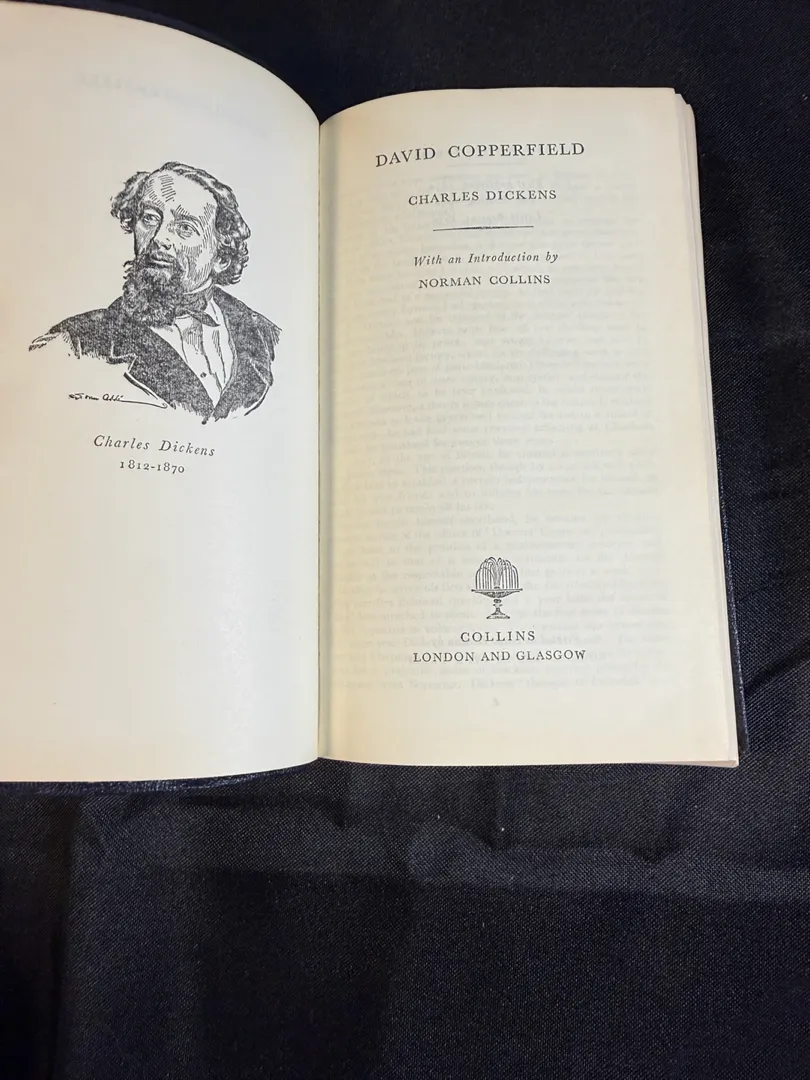 Charles Dickens
1812-1870
DAVID COPPERFIELD
CHARLES DICKENS
With an Introduction by
NORMAN COLLINS
COLLINS
LONDON AND GLASGOW